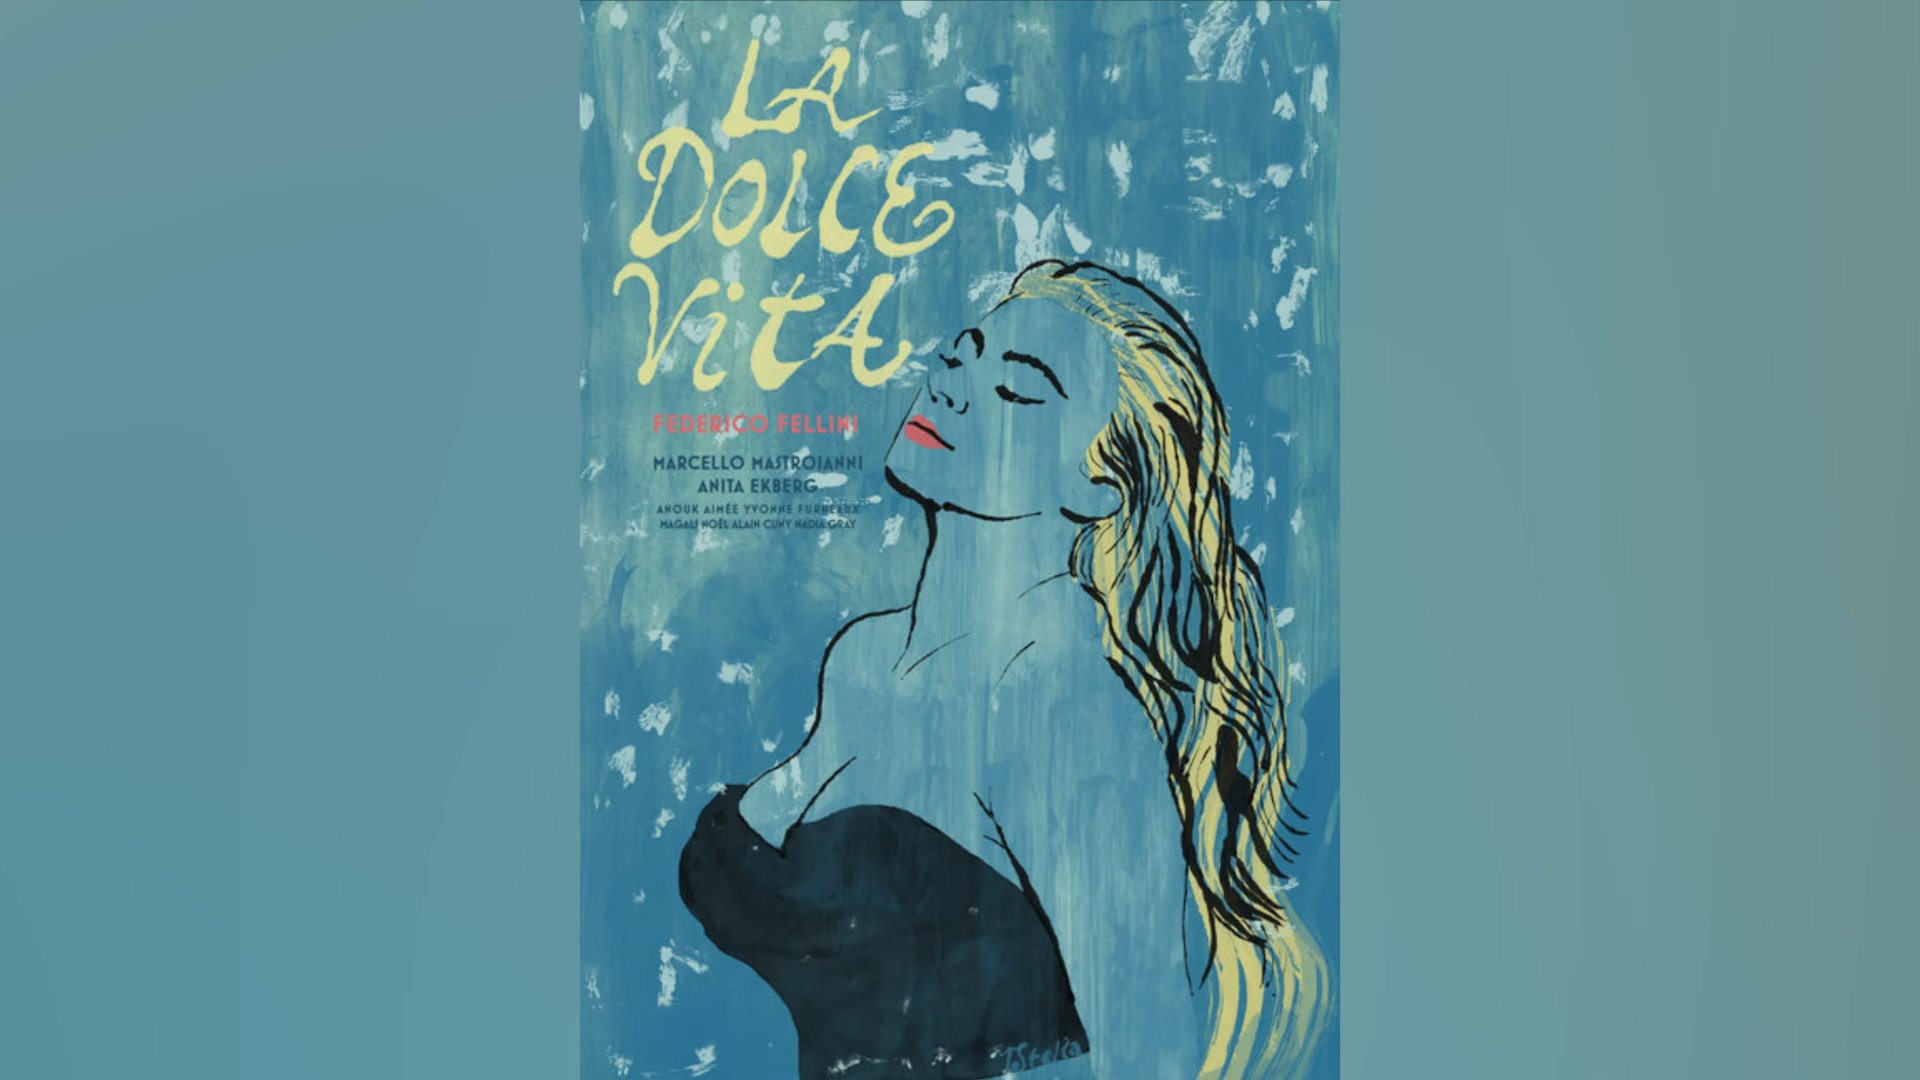 LA
DOLCE
VitA
FEDERICO FELLINI
MARCELLO MASTROIANNI
ANITA EKBERG
ANOUK AIMÉE YVONNE FURNEAUX
MAGALI NOËL ALAIN CUNY NADIA GRAY